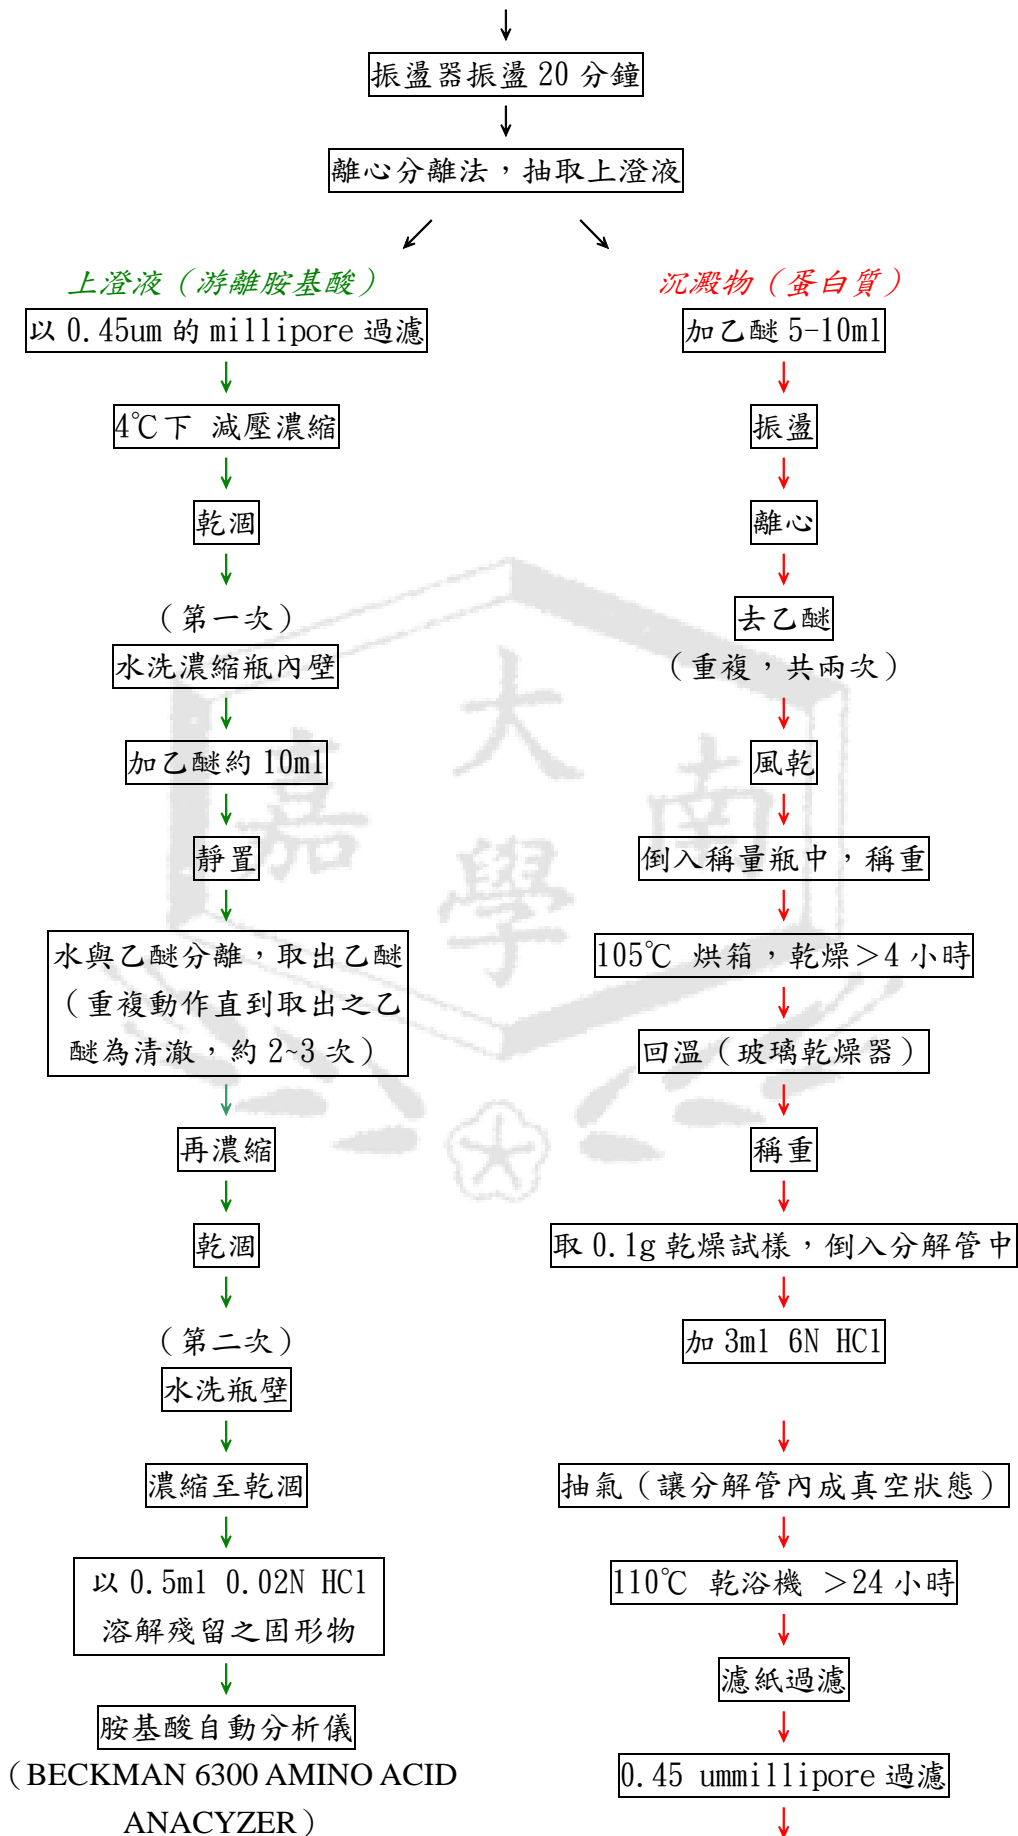 振盪器振盪 20 分鐘
離心分離法，抽取上澄液
上澄液（游離胺基酸）
以 0.45um 的 millipore 過濾
4℃下 減壓濃縮
乾涸
（第一次）
水洗濃縮瓶內壁
加乙醚約 10ml
靜置
水與乙醚分離，取出乙醚
（重複動作直到取出之乙
醚為清澈，約 2~3 次）
再濃縮
乾涸
（第二次）
水洗瓶壁
濃縮至乾涸
以 0.5ml 0.02N HCl
溶解殘留之固形物
胺基酸自動分析儀
（BECKMAN 6300 AMINO ACID
ANACYZER）
沉澱物（蛋白質）
加乙醚 5-10ml
振盪
離心
去乙醚
（重複，共兩次）
風乾
倒入稱量瓶中，稱重
105℃ 烘箱，乾燥＞4 小時
回溫（玻璃乾燥器）
稱重
取 0.1g 乾燥試樣，倒入分解管中
加 3ml 6N HCl
抽氣（讓分解管內成真空狀態）
110℃ 乾浴機 ＞24 小時
濾紙過濾
0.45 ummillipore 過濾
大
嘉 南
學